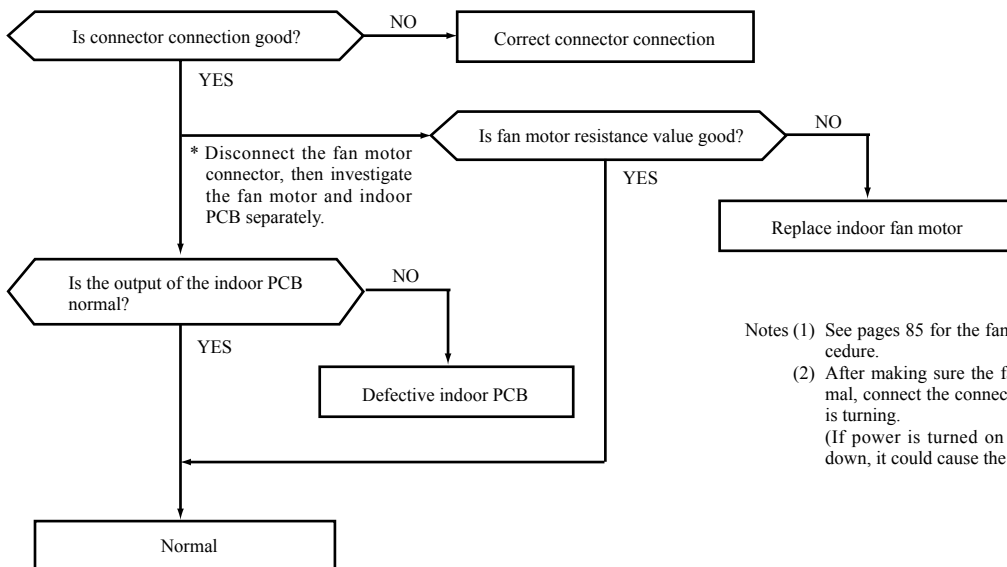 Is connector connection good?
NO
Correct connector connection
YES
Is fan motor resistance value good?
NO
* Disconnect the fan motor
connector, then investigate
the fan motor and indoor
PCB separately.
YES
Replace indoor fan motor
Is the output of the indoor PCB
normal?
NO
YES
Defective indoor PCB
Notes (1) See pages 85 for the fan
cedure.
(2) After making sure the f
mal, connect the connec
is turning.
(If power is turned on
down, it could cause the
Normal